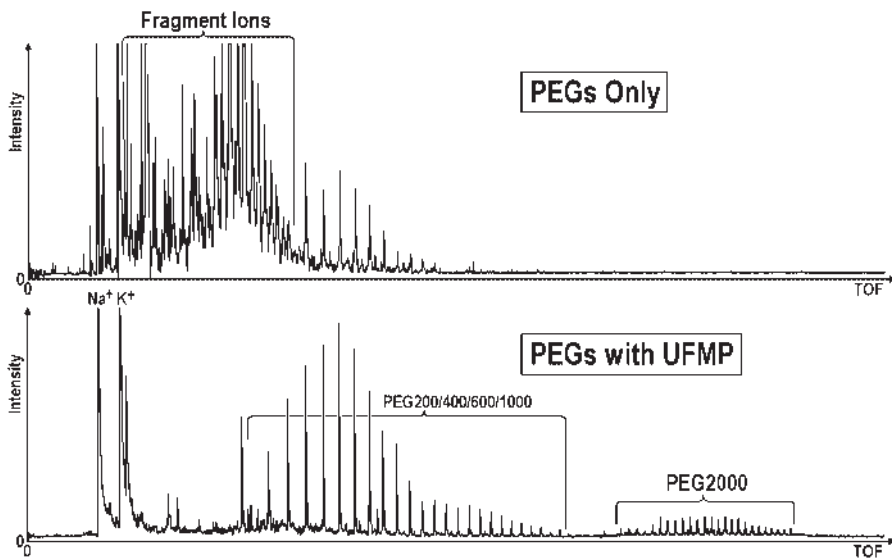 Fragment Ions
PEGs Only
Intensity
0
0
TOF
Na⁺ K⁺
PEGs with UFMP
PEG200/400/600/1000
PEG2000
Intensity
0
0
TOF